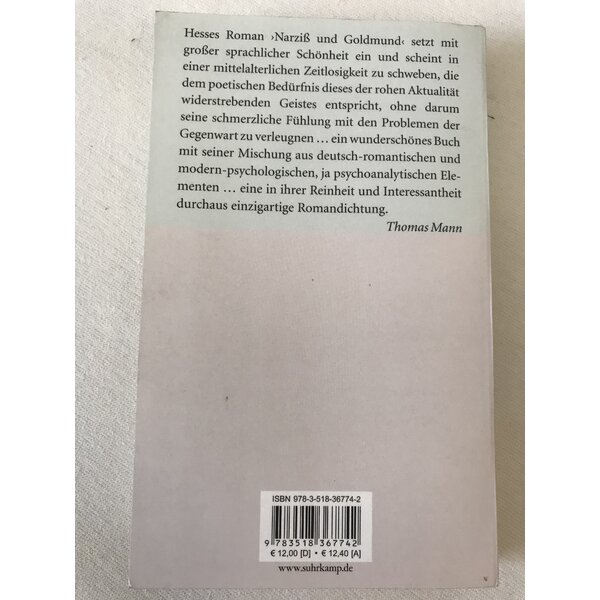 Hesses Roman ›Narziß und Goldmund‹ setzt mit
großer sprachlicher Schönheit ein und scheint in
einer mittelalterlichen Zeitlosigkeit zu schweben, die
dem poetischen Bedürfnis dieses der rohen Aktualität
widerstrebenden Geistes entspricht, ohne darum
seine schmerzliche Fühlung mit den Problemen der
Gegenwart zu verleugnen … ein wunderschönes Buch
mit seiner Mischung aus deutsch-romantischen und
modern-psychologischen, ja psychoanalytischen Ele-
menten … eine in ihrer Reinheit und Interessantheit
durchaus einzigartige Romandichtung.
Thomas Mann
ISBN 978-3-518-36774-2
9 783518 367742
€ 12,00 [D] • € 12,40 [A]
www.suhrkamp.de